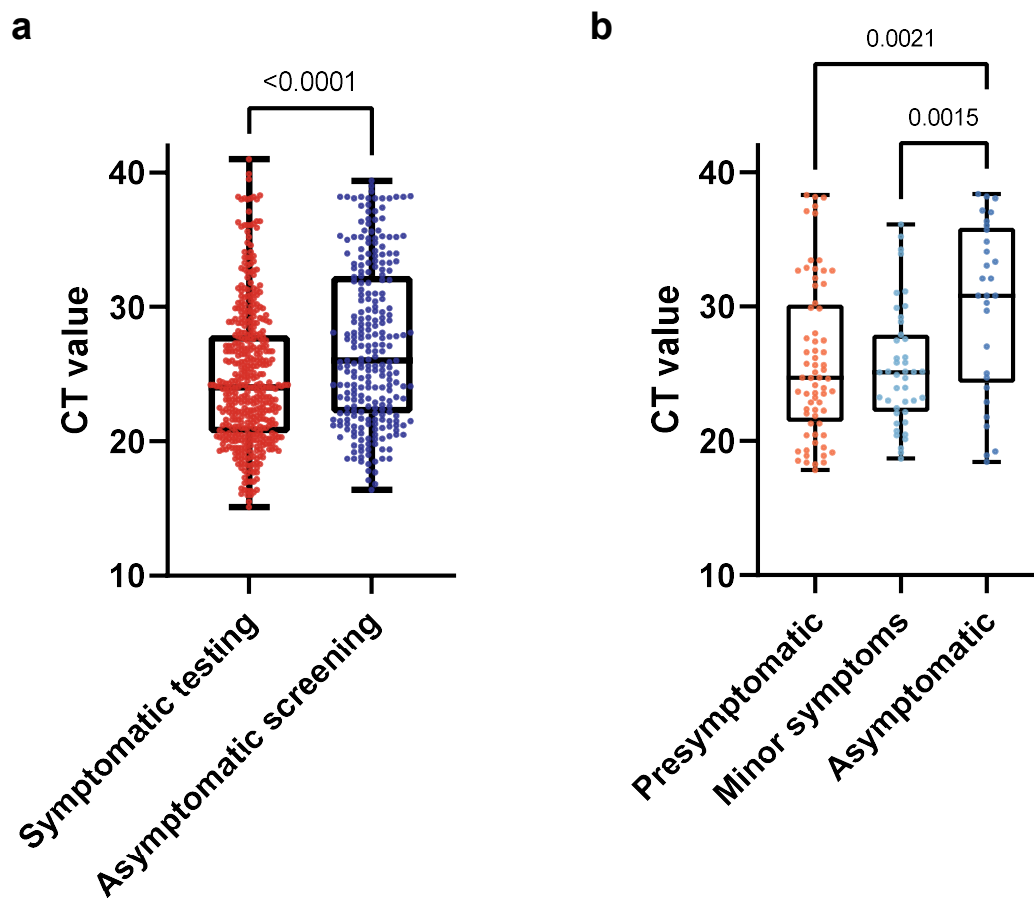 a
<0.0001
CT value
40
30
20
10
Symptomatic testing
Asymptomatic screening
b
0.0021
0.0015
CT value
40
30
20
10
Presymptomatic
Minor symptoms
Asymptomatic